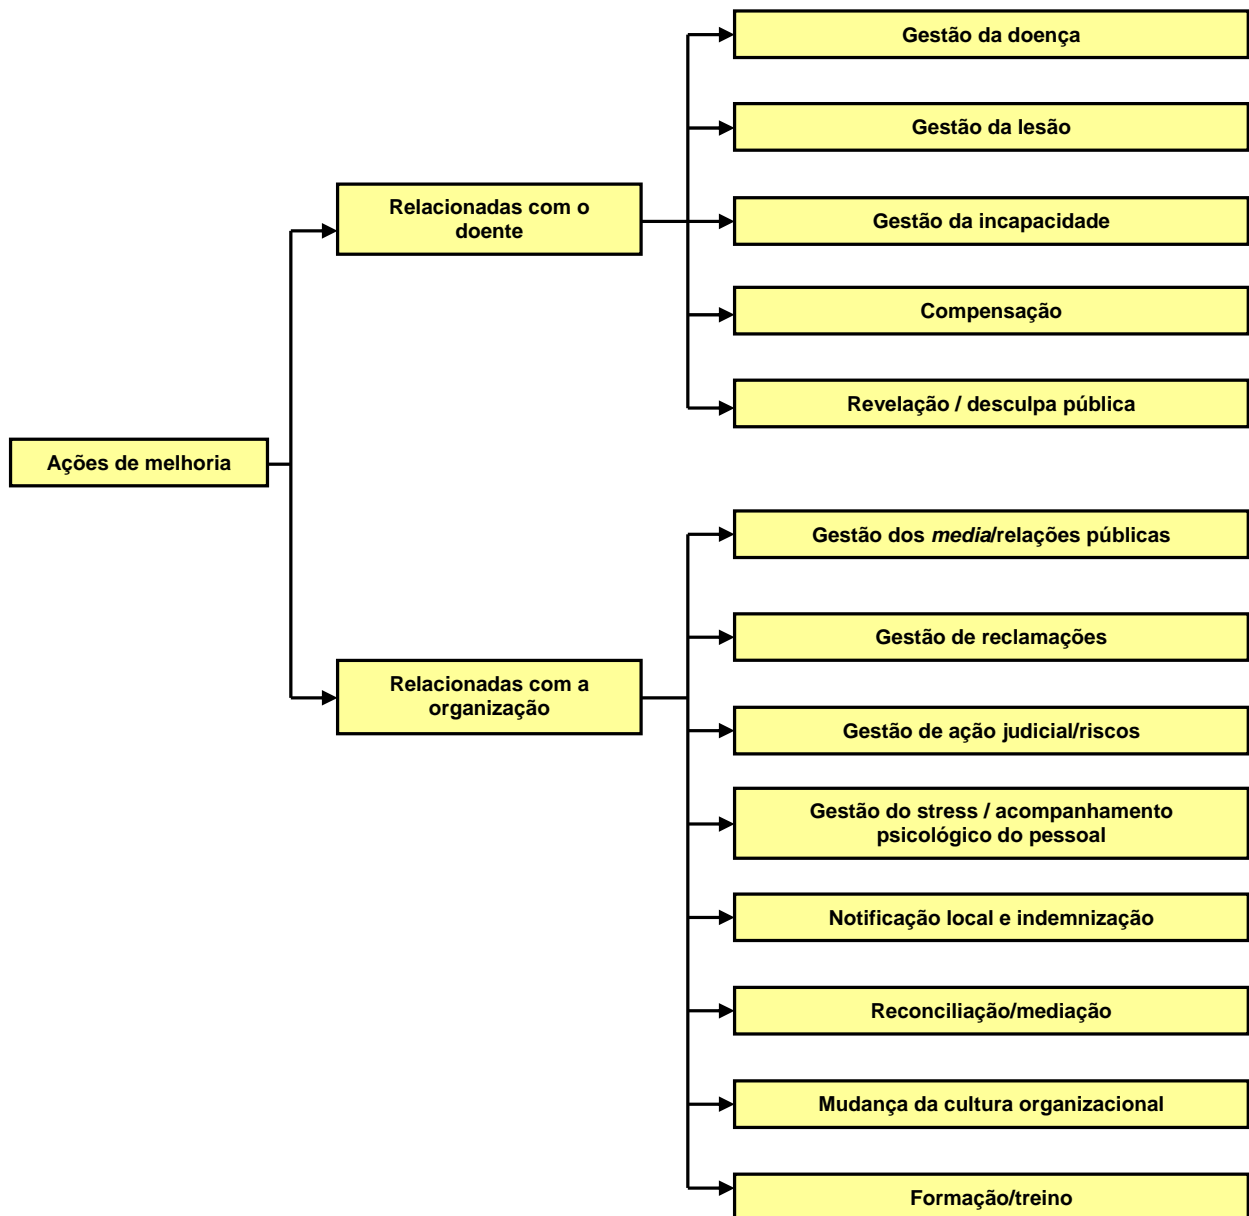 Gestão da doença
Gestão da lesão
Relacionadas com o
doente
Gestão da incapacidade
Compensação
Revelação / desculpa pública
Ações de melhoria
Gestão dos media/relações públicas
Gestão de reclamações
Relacionadas com a
organização
Gestão de ação judicial/riscos
Gestão do stress / acompanhamento
psicológico do pessoal
Notificação local e indemnização
Reconciliação/mediação
Mudança da cultura organizacional
Formação/treino